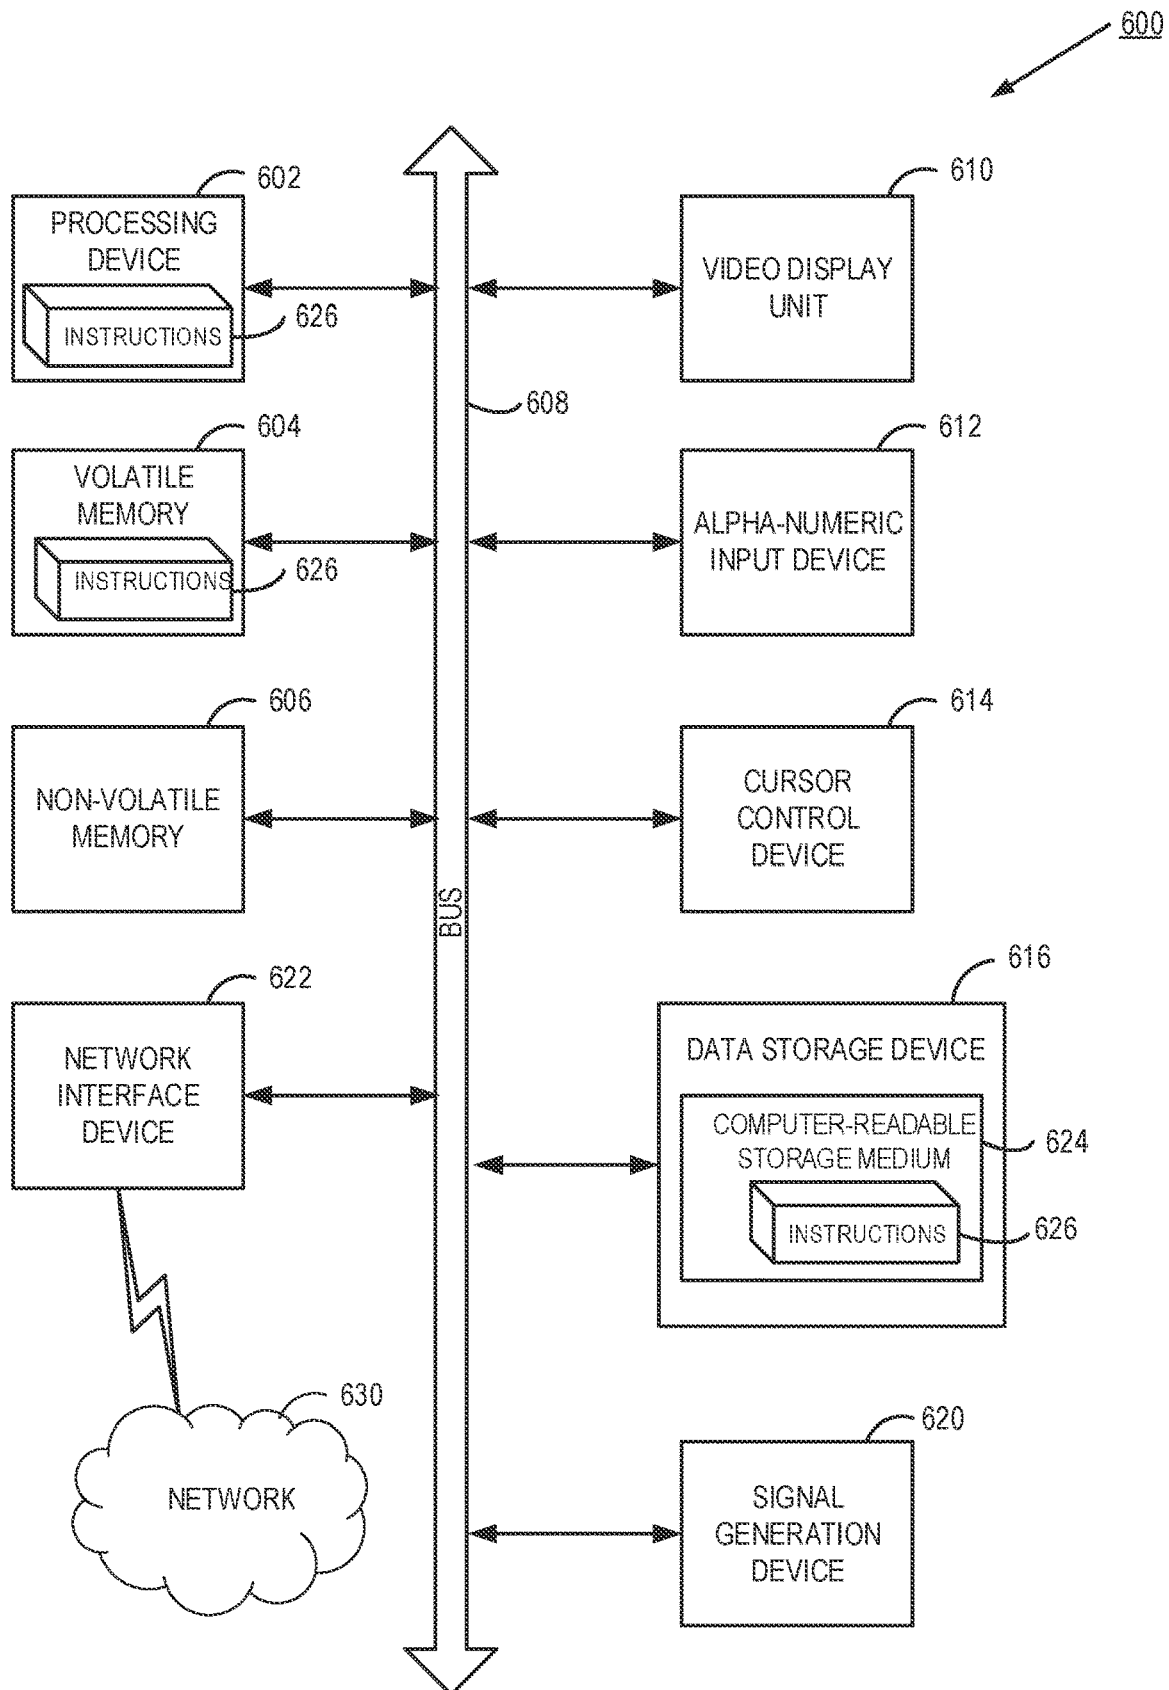 600
602
PROCESSING
DEVICE
INSTRUCTIONS
626
604
VOLATILE
MEMORY
INSTRUCTIONS
626
606
NON-VOLATILE
MEMORY
622
NETWORK
INTERFACE
DEVICE
630
NETWORK
BUS
608
610
VIDEO DISPLAY
UNIT
612
ALPHA-NUMERIC
INPUT DEVICE
614
CURSOR
CONTROL
DEVICE
616
DATA STORAGE DEVICE
COMPUTER-READABLE
STORAGE MEDIUM
624
INSTRUCTIONS
626
620
SIGNAL
GENERATION
DEVICE